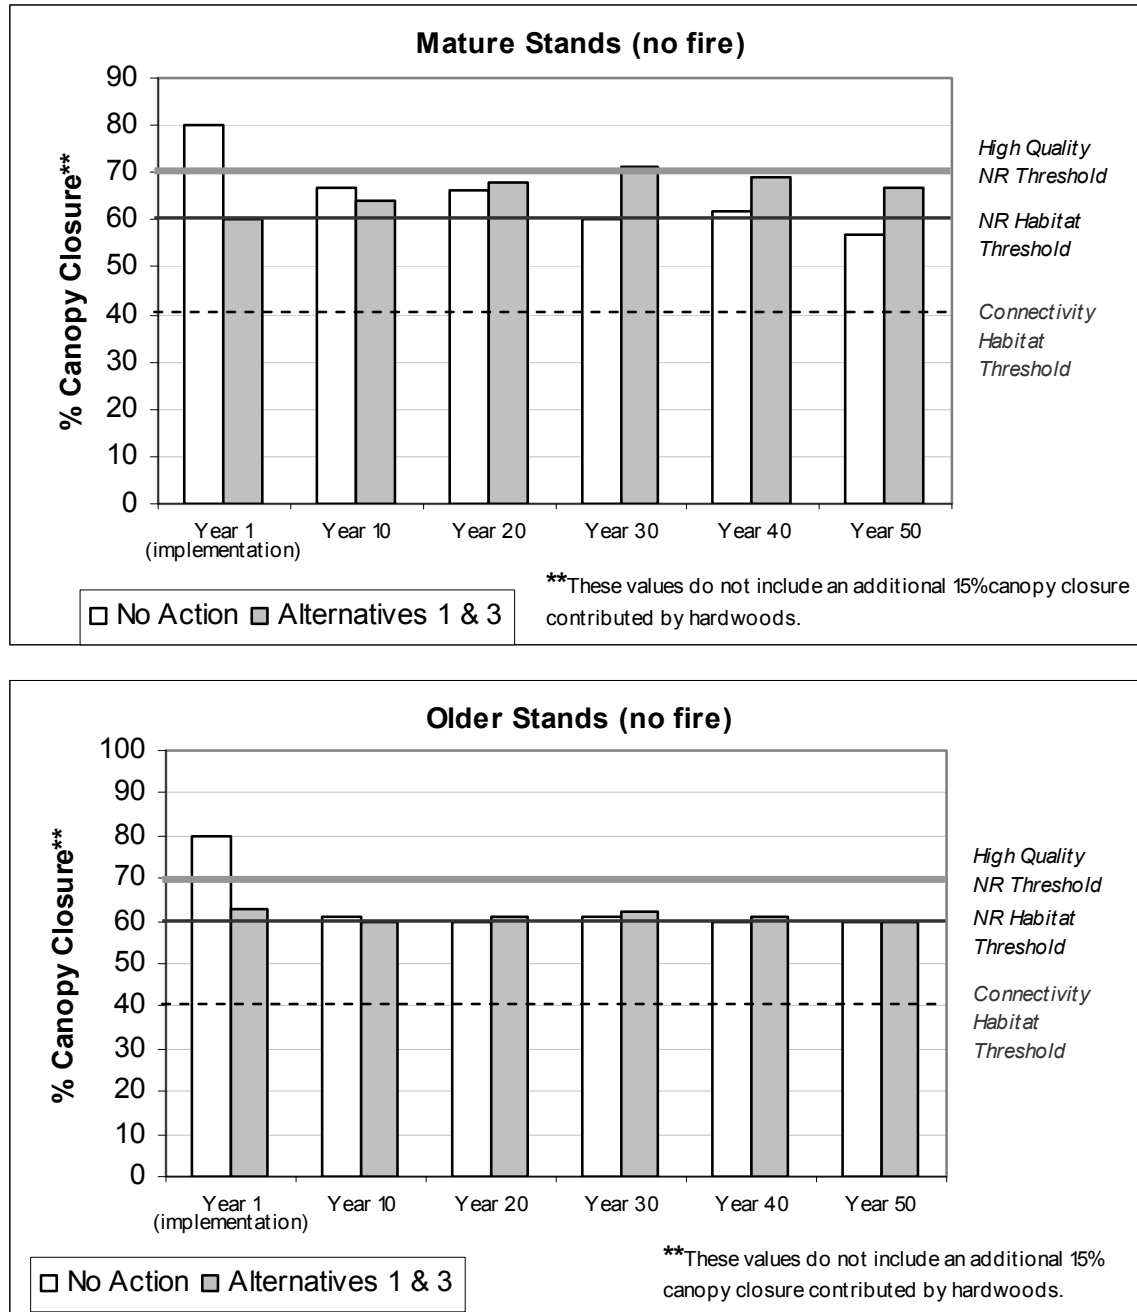 Mature Stands (no fire)
% Canopy Closure**
90
80
70
60
50
40
30
20
10
0
High Quality
NR Threshold
NR Habitat
Threshold
Connectivity
Habitat
Threshold
Year 1
(implementation)
Year 10
Year 20
Year 30
Year 40
Year 50
No Action
Alternatives 1 & 3
**These values do not include an additional 15%canopy closure
contributed by hardwoods.
Older Stands (no fire)
% Canopy Closure**
100
90
80
70
60
50
40
30
20
10
0
High Quality
NR Threshold
NR Habitat
Threshold
Connectivity
Habitat
Threshold
Year 1
(implementation)
Year 10
Year 20
Year 30
Year 40
Year 50
No Action
Alternatives 1 & 3
**These values do not include an additional 15%
canopy closure contributed by hardwoods.